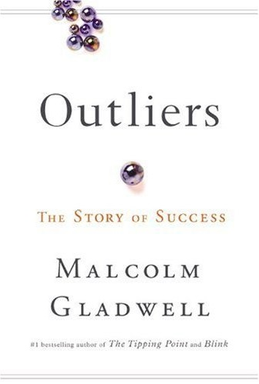 Outliers
The Story of Success
Malcolm
Gladwell
#1 bestselling author of The Tipping Point and Blink